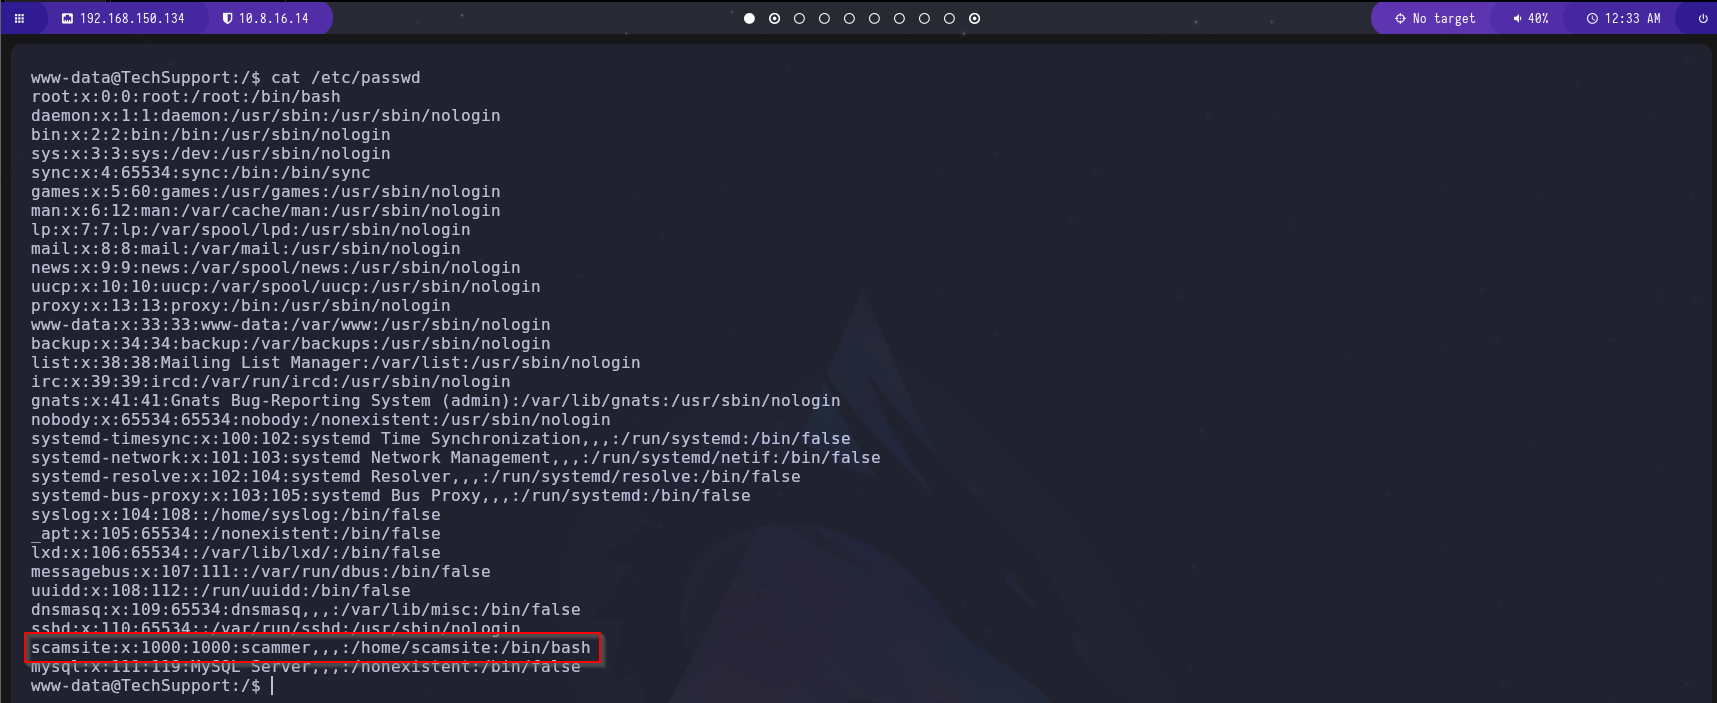 192.168.150.134 10.8.16.14 No target 40% 12:33 AM
www-data@TechSupport:/$ cat /etc/passwd
root:x:0:0:root:/root:/bin/bash
daemon:x:1:1:daemon:/usr/sbin:/usr/sbin/nologin
bin:x:2:2:bin:/bin:/usr/sbin/nologin
sys:x:3:3:sys:/dev:/usr/sbin/nologin
sync:x:4:65534:sync:/bin:/bin/sync
games:x:5:60:games:/usr/games:/usr/sbin/nologin
man:x:6:12:man:/var/cache/man:/usr/sbin/nologin
lp:x:7:7:lp:/var/spool/lpd:/usr/sbin/nologin
mail:x:8:8:mail:/var/mail:/usr/sbin/nologin
news:x:9:9:news:/var/spool/news:/usr/sbin/nologin
uucp:x:10:10:uucp:/var/spool/uucp:/usr/sbin/nologin
proxy:x:13:13:proxy:/bin:/usr/sbin/nologin
www-data:x:33:33:www-data:/var/www:/usr/sbin/nologin
backup:x:34:34:backup:/var/backups:/usr/sbin/nologin
list:x:38:38:Mailing List Manager:/var/list:/usr/sbin/nologin
irc:x:39:39:ircd:/var/run/ircd:/usr/sbin/nologin
gnats:x:41:41:Gnats Bug-Reporting System (admin):/var/lib/gnats:/usr/sbin/nologin
nobody:x:65534:65534:nobody:/nonexistent:/usr/sbin/nologin
systemd-timesync:x:100:102:systemd Time Synchronization,,,:/run/systemd:/bin/false
systemd-network:x:101:103:systemd Network Management,,,:/run/systemd/netif:/bin/false
systemd-resolve:x:102:104:systemd Resolver,,,:/run/systemd/resolve:/bin/false
systemd-bus-proxy:x:103:105:systemd Bus Proxy,,,:/run/systemd:/bin/false
syslog:x:104:108::/home/syslog:/bin/false
_apt:x:105:65534::/nonexistent:/bin/false
lxd:x:106:65534::/var/lib/lxd/:/bin/false
messagebus:x:107:111::/var/run/dbus:/bin/false
uuidd:x:108:112::/run/uuidd:/bin/false
dnsmasq:x:109:65534:dnsmasq,,,:/var/lib/misc:/bin/false
sshd:x:110:65534::/var/run/sshd:/usr/sbin/nologin
scamsite:x:1000:1000:scammer,,,:/home/scamsite:/bin/bash
mysql:x:111:119:MySQL Server,,,:/nonexistent:/bin/false
www-data@TechSupport:/$